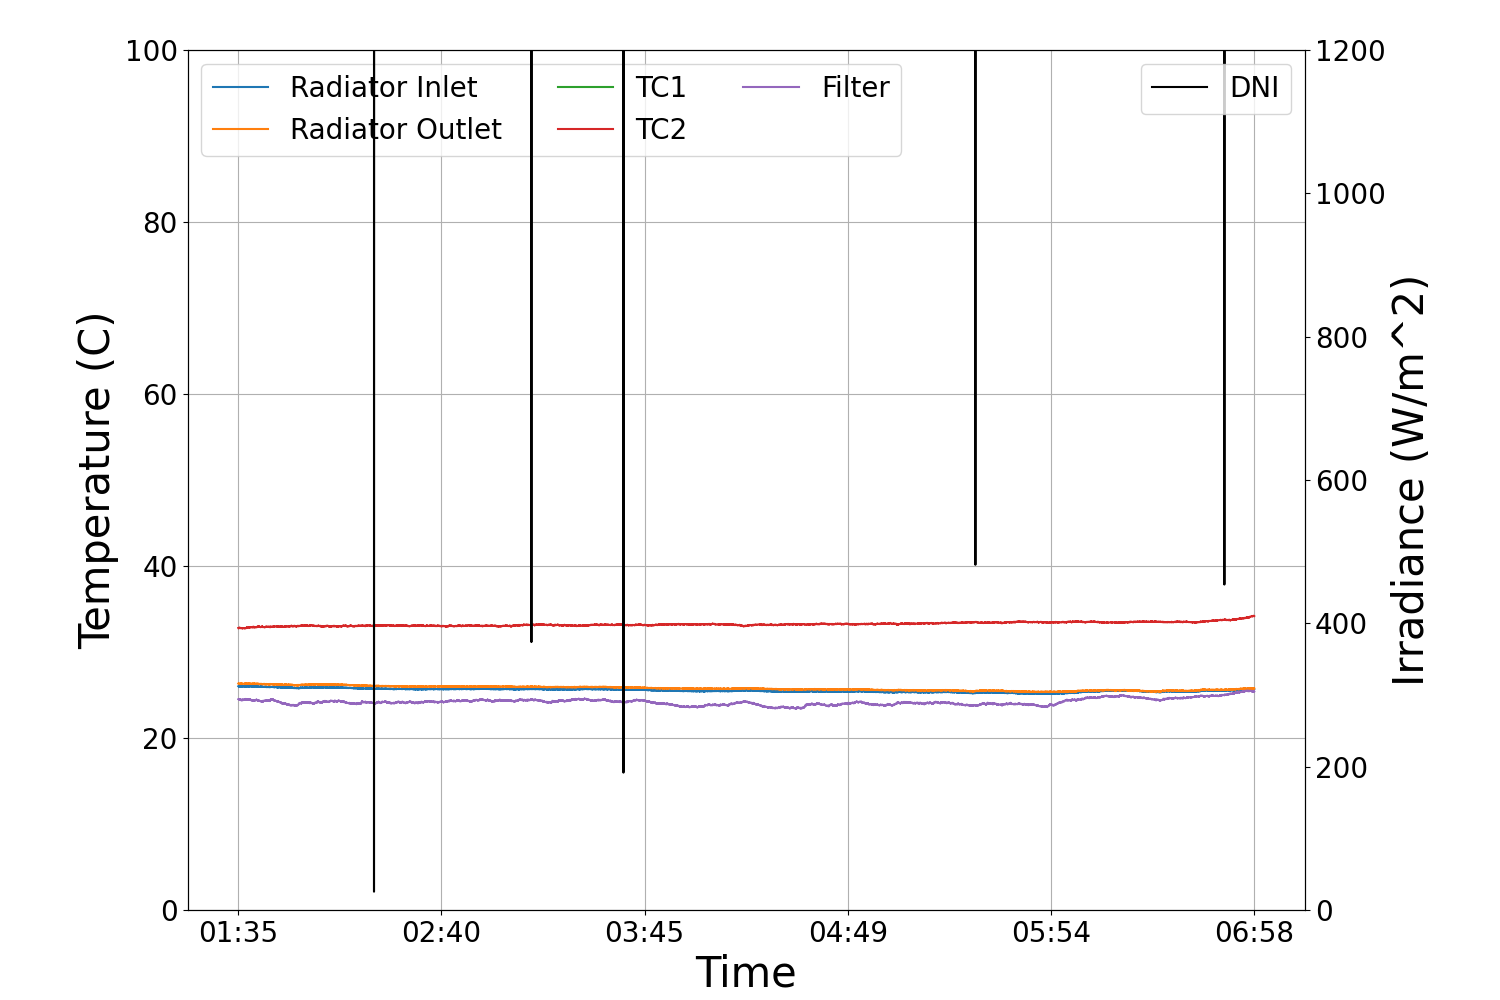 Radiator Inlet
Radiator Outlet
TC1
TC2
Filter
DNI
Temperature (C)
100
80
60
40
20
0
Irradiance (W/m^2)
1200
1000
800
600
400
200
0
01:35 02:40 03:45 04:49 05:54 06:58
Time